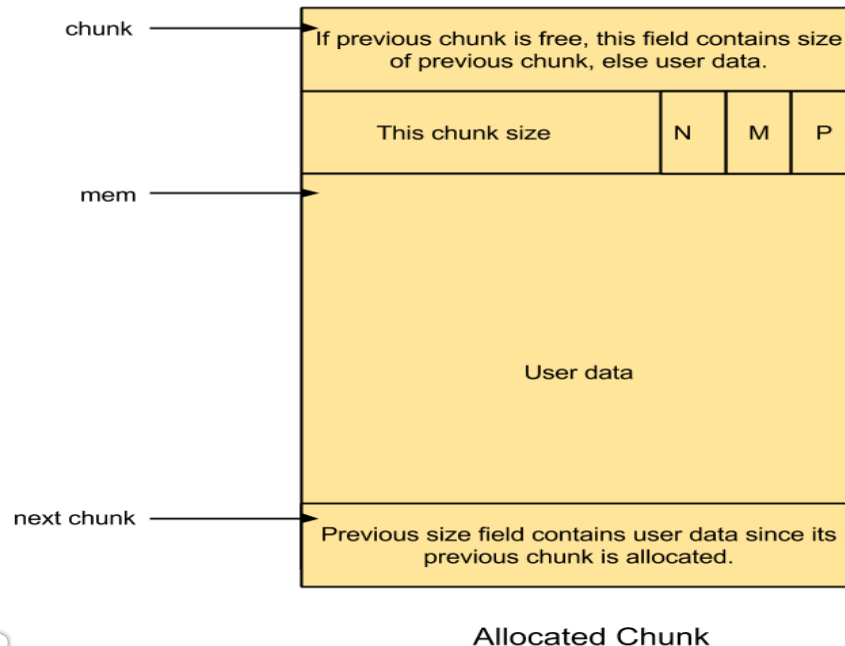 chunk
If previous chunk is free, this field contains size
of previous chunk, else user data.
This chunk size
N
M
P
mem
User data
next chunk
Previous size field contains user data since its
previous chunk is allocated.
Allocated Chunk